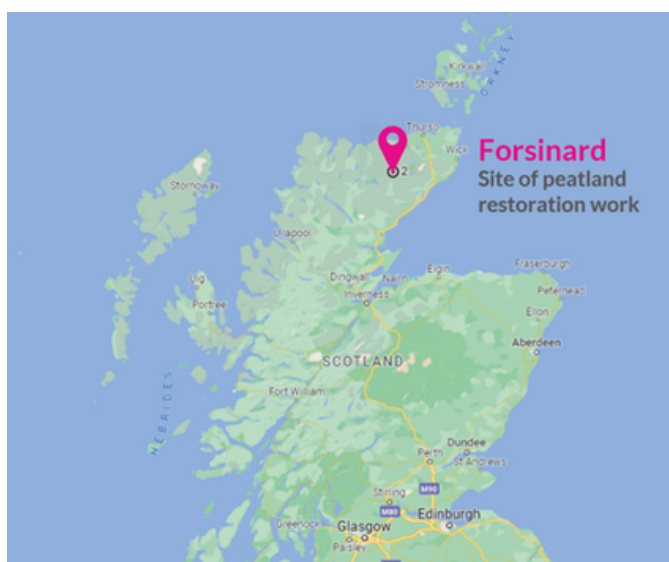 Kirkwall
Stromness
ORKNEY
Thurso
Wick
2
Forsinard
Site of peatland
restoration work
Stornoway
Ullapool
Uig
Portree
Dingwall
Nairn
Elgin
Fraserburgh
Inverness
Peterhead
Ellon
Aberdeen
SCOTLAND
Fort William
HEBRIDES
Dundee
Perth
St Andrews
Stirling
M90
M80
Edinburgh
Greenock
Glasgow
Paisley